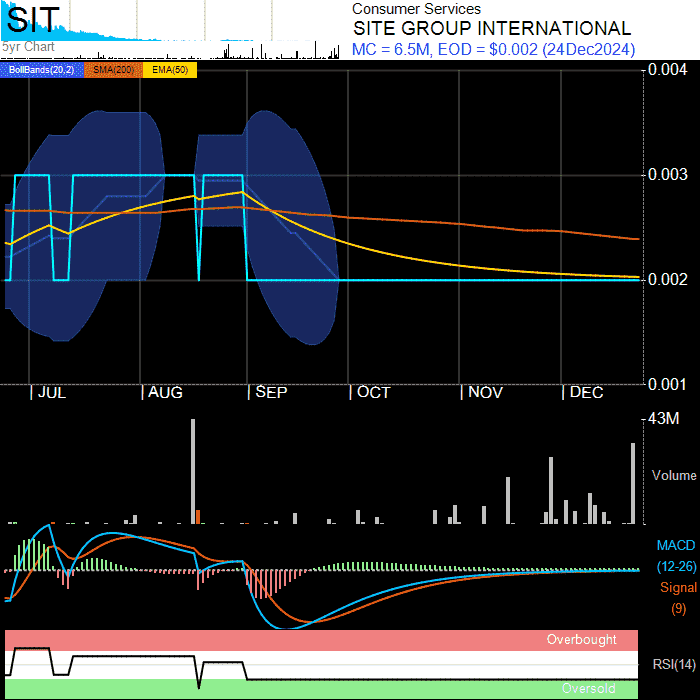 SIT
5yr Chart
Consumer Services
SITE GROUP INTERNATIONAL
MC = 6.5M, EOD = $0.002 (24Dec2024)
BollBands(20,2) SMA(200) EMA(50)
0.004
0.003
0.002
0.001
JUL AUG SEP OCT NOV DEC
43M
Volume
MACD
(12-26)
Signal
(9)
Overbought
RSI(14)
Oversold